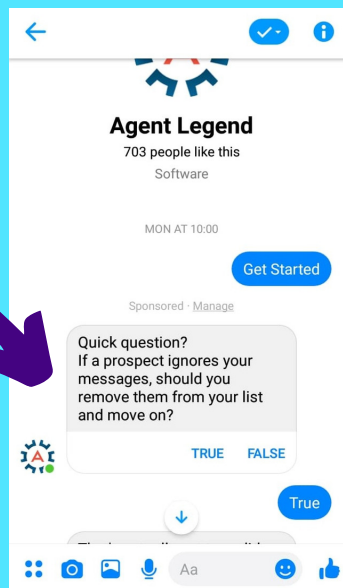 Agent Legend
703 people like this
Software
MON AT 10:00
Get Started
Sponsored · Manage
Quick question?
If a prospect ignores your
messages, should you
remove them from your list
and move on?
TRUE FALSE
A
True
Aa